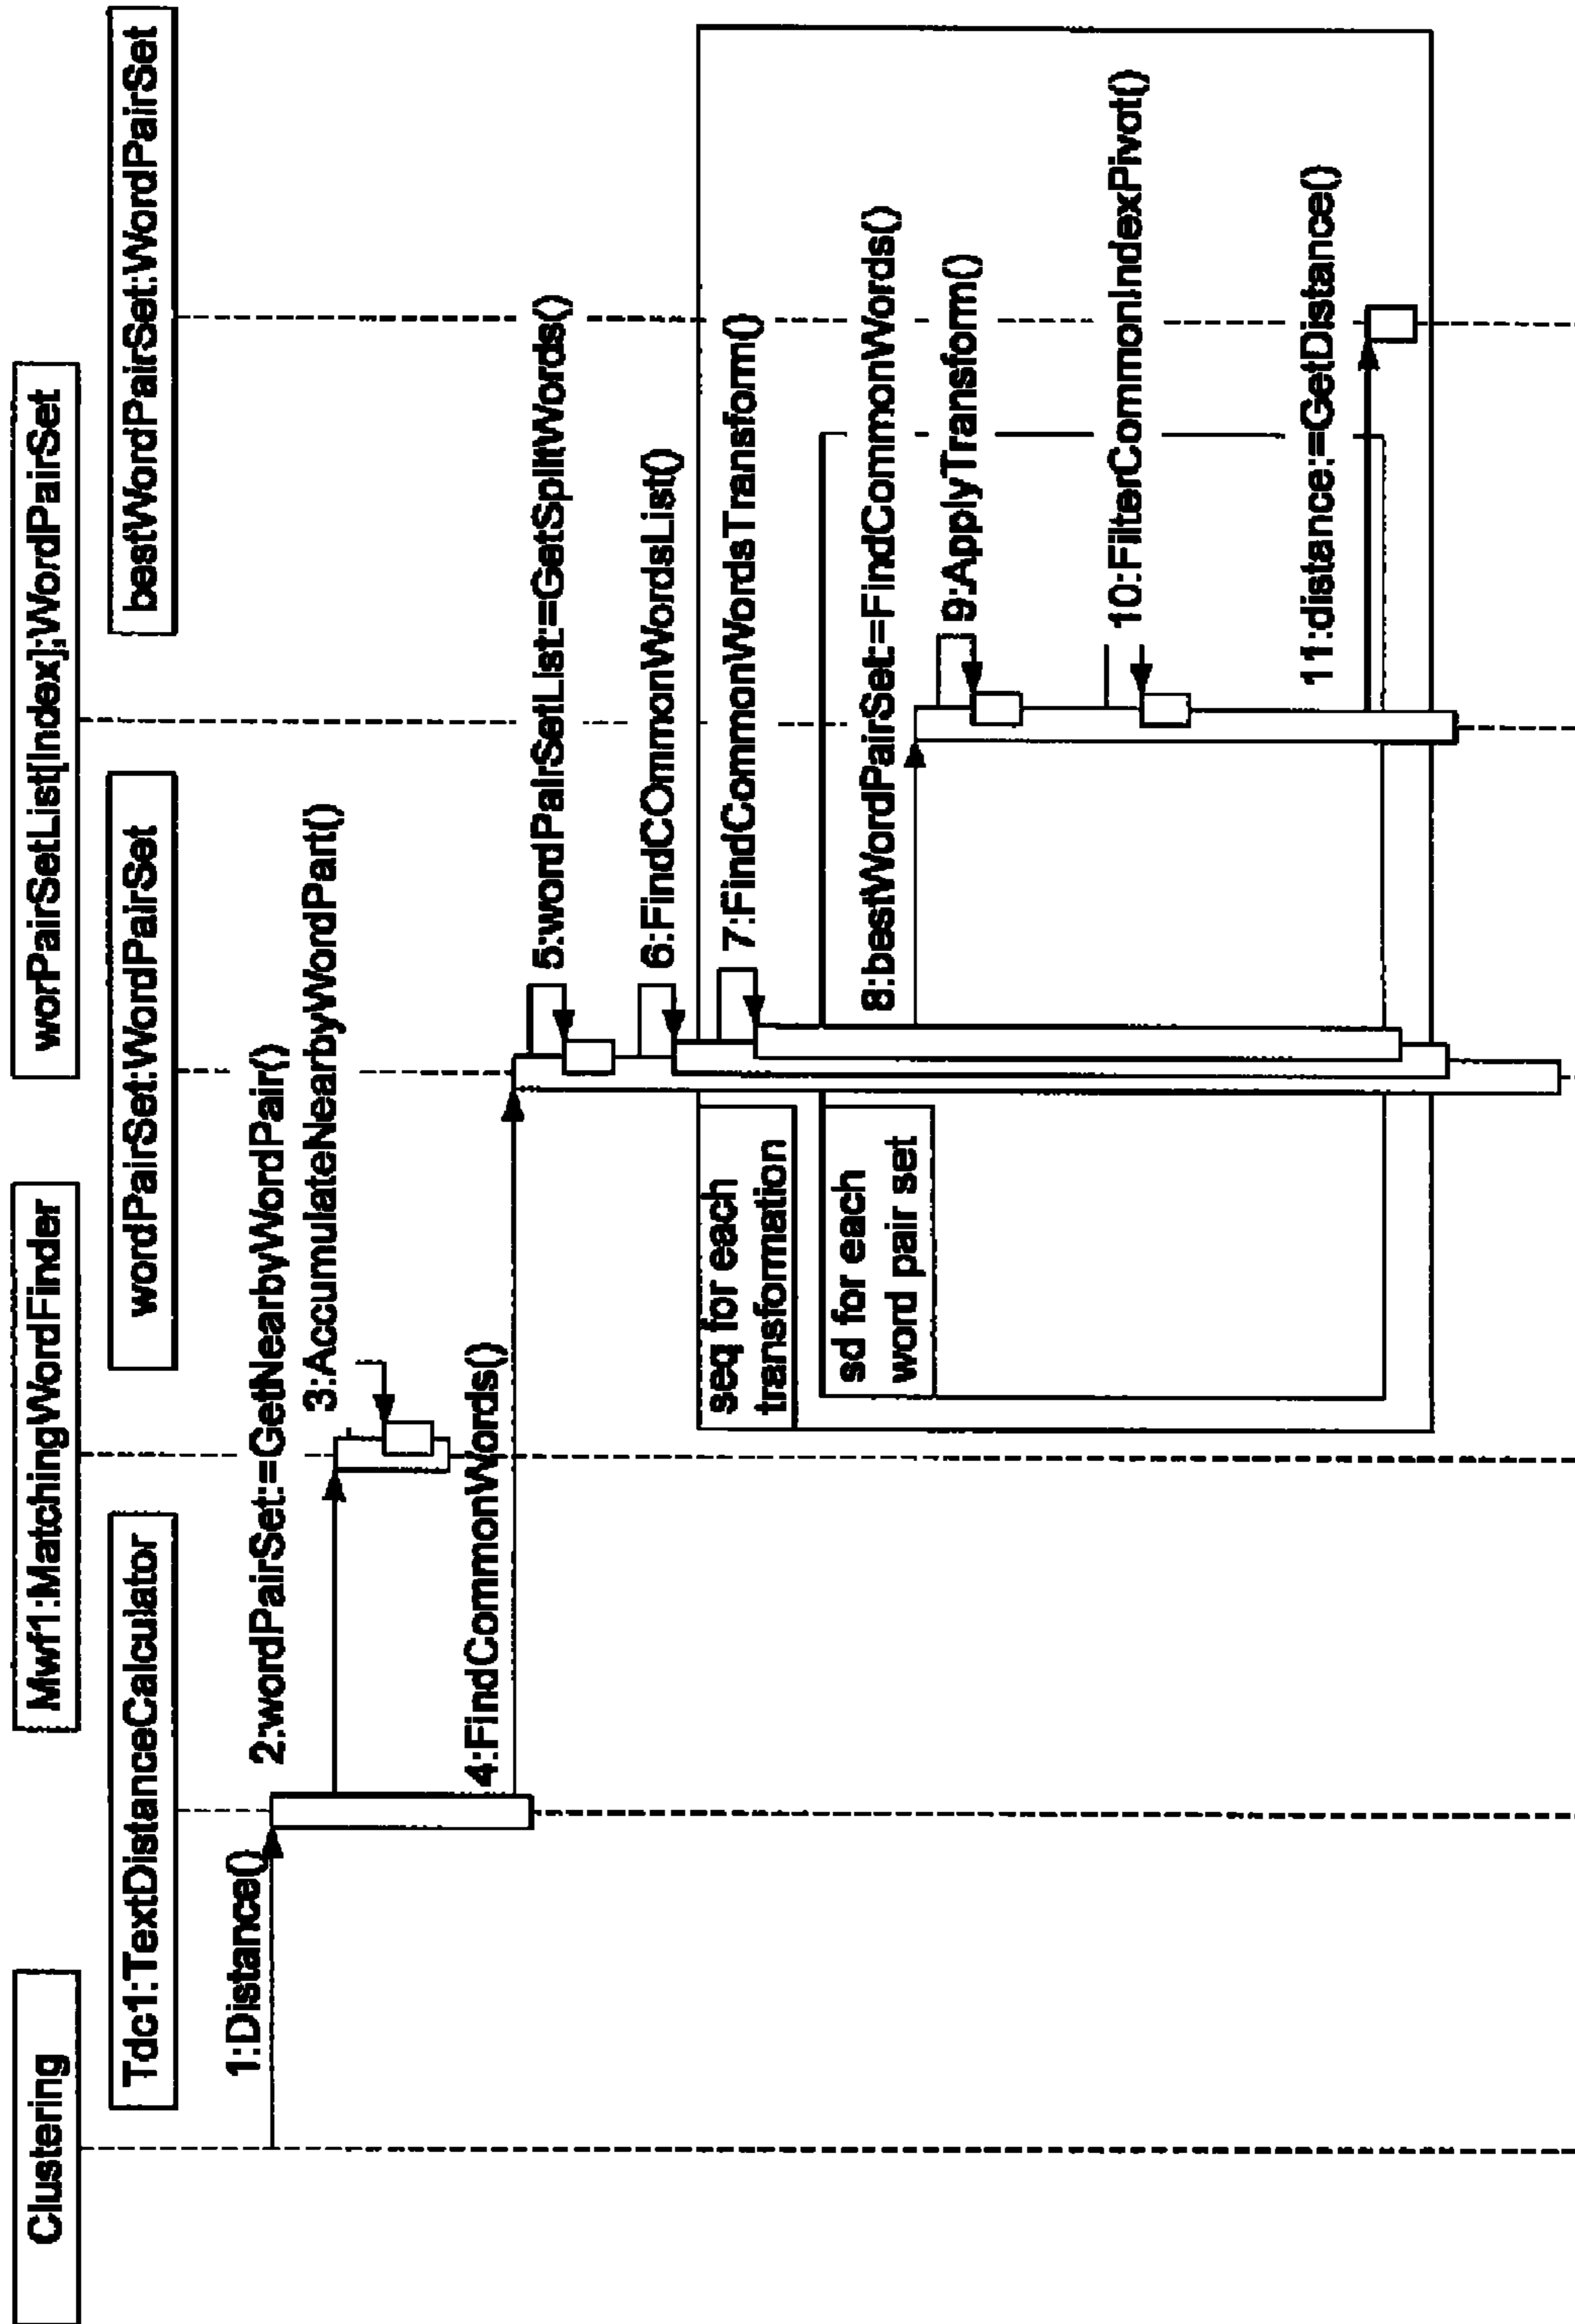 Clustering
Mwf1:MatchingWordFinder
worPairSetList[Index];WordPairSet
Tdc1:TextDistanceCalculator
wordPairSet:WordPairSet
bestWordPairSet:WordPairSet
1:Distance()
2:wordPairSet:=GetNearbyWordPair()
3:AccumulateNearbyWordPart()
4:FindCommonWords()
5:wordPairSetList:=GetSplitWords()
6:FindCOmmonWordsList()
seq for each
transformation
7:FindCommonWordsTransform()
sd for each
word pair set
8:bestWordPairSet:=FindCommonWords()
9:ApplyTransform()
10:FilterCommonIndexPivot()
11:distance:=GetDistance()